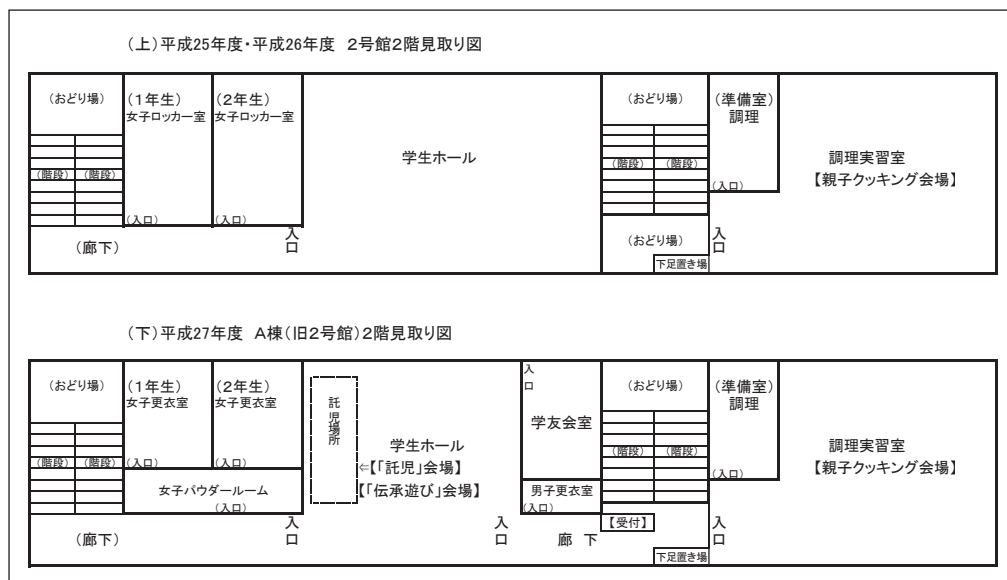 (上)平成25年度・平成26年度 2号館2階見取り図
(おどり場)
(1年生)
女子ロッカー室
(2年生)
女子ロッカー室
学生ホール
(おどり場)
(準備室)
調理
調理実習室
【親子クッキング会場】
(階段)
(階段)
(階段)
(階段)
(入口)
(入口)
(入口)
(廊下)
入口
(おどり場)
入口
下足置き場
(下)平成27年度 A棟(旧2号館)2階見取り図
(おどり場)
(1年生)
女子更衣室
(2年生)
女子更衣室
託児場所
学生ホール
⇐【「託児」会場】
【「伝承遊び」会場】
入口
学友会室
(おどり場)
(準備室)
調理
調理実習室
【親子クッキング会場】
(階段)
(階段)
(入口)
(入口)
(階段)
(階段)
(入口)
女子パウダールーム
(入口)
男子更衣室
(入口)
【受付】
(廊下)
入口
入口
廊 下
入口
下足置き場